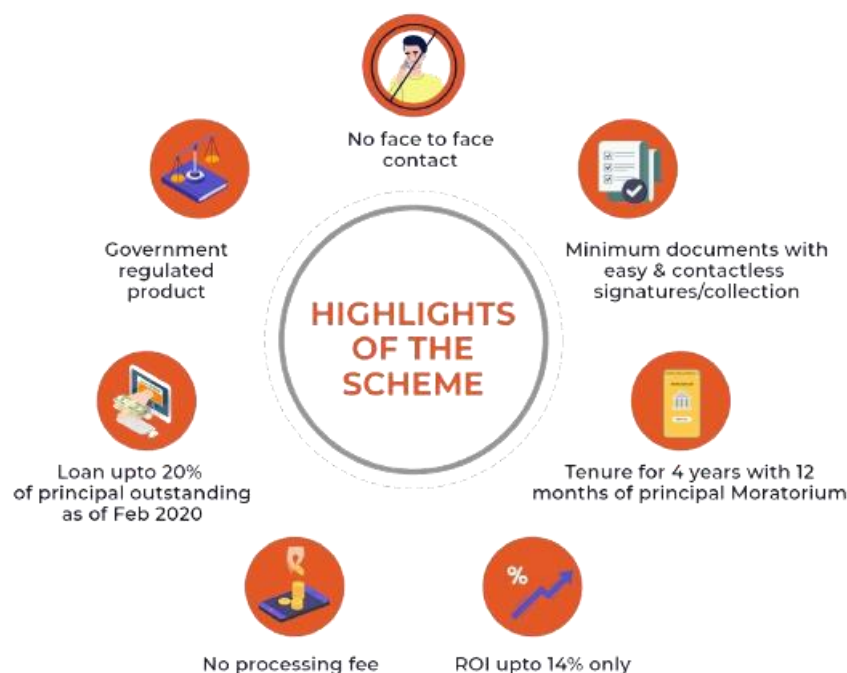 No face to face
contact
Government
regulated
product
Minimum documents with
easy & contactless
signatures/collection
HIGHLIGHTS
OF THE
SCHEME
Loan upto 20%
of principal outstanding
as of Feb 2020
Tenure for 4 years with 12
months of principal Moratorium
%
No processing fee
ROI upto 14% only